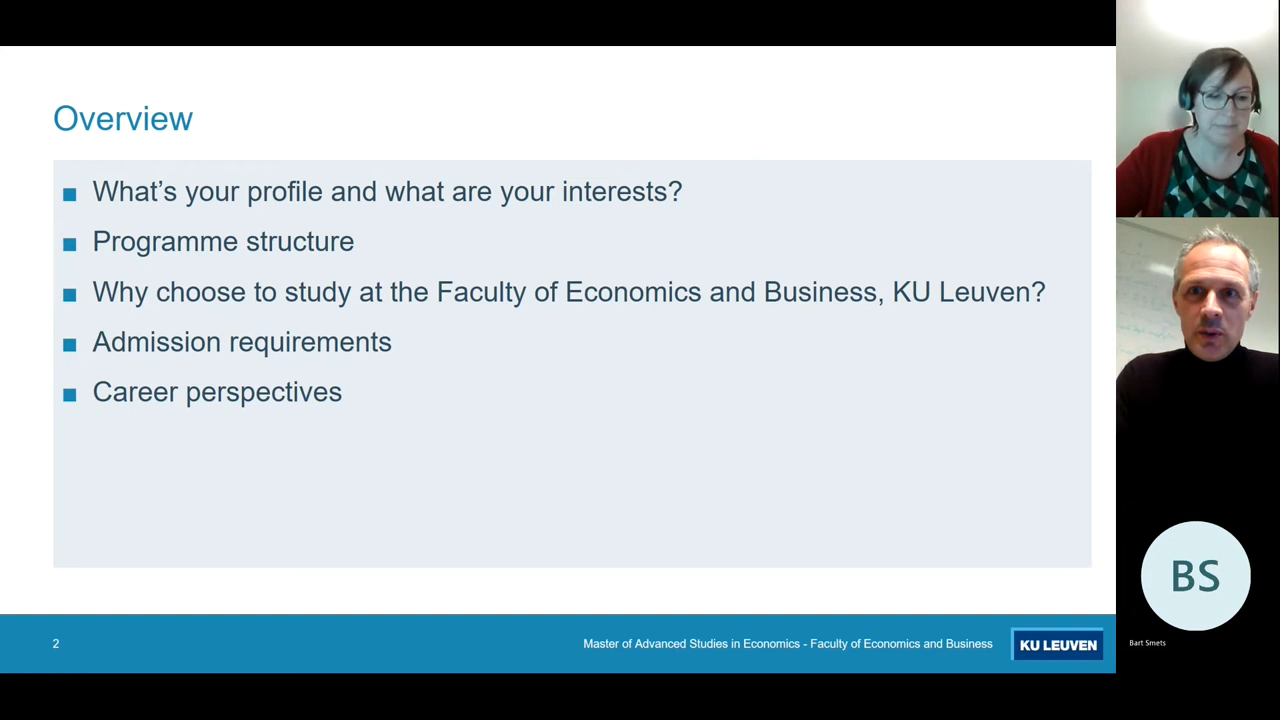 Overview
What's your profile and what are your interests?
Programme structure
Why choose to study at the Faculty of Economics and Business, KU Leuven?
Admission requirements
Career perspectives
2
Master of Advanced Studies in Economics - Faculty of Economics and Business
KU LEUVEN
BS
Bart Smets